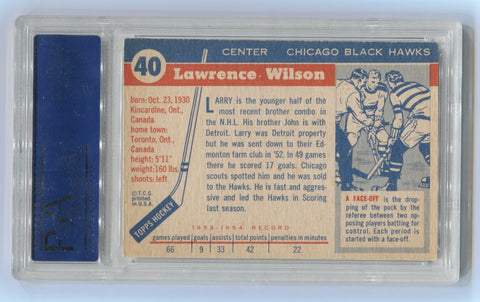 40
CENTER CHICAGO BLACK HAWKS
Lawrence Wilson
born: Oct. 23, 1930
Kincardine, Ont.,
Canada
home town:
Toronto, Ont.,
Canada
height: 5'11"
weight: 160 lbs.
shoots: left.
© T.C.G.
printed in
U.S.A.
TOPPS HOCKEY
LARRY is the younger half of the
most recent brother combo in
the N.H.L. His brother John is with
Detroit. Larry was Detroit property
but he was sent down to their Ed-
monton farm club in '52. In 49 games
there he scored 17 goals. Chicago
scouts spotted him and he was sold
to the Hawks. He is fast and aggres-
sive and led the Hawks in Scoring
last season.
1953-1954 RECORD
games played goals assists total points penalties in minutes
66 9 33 42 22
A FACE-OFF is the drop-
ping of the puck by the
referee between two op-
posing players battling for
control. Each period is
started with a face-off.